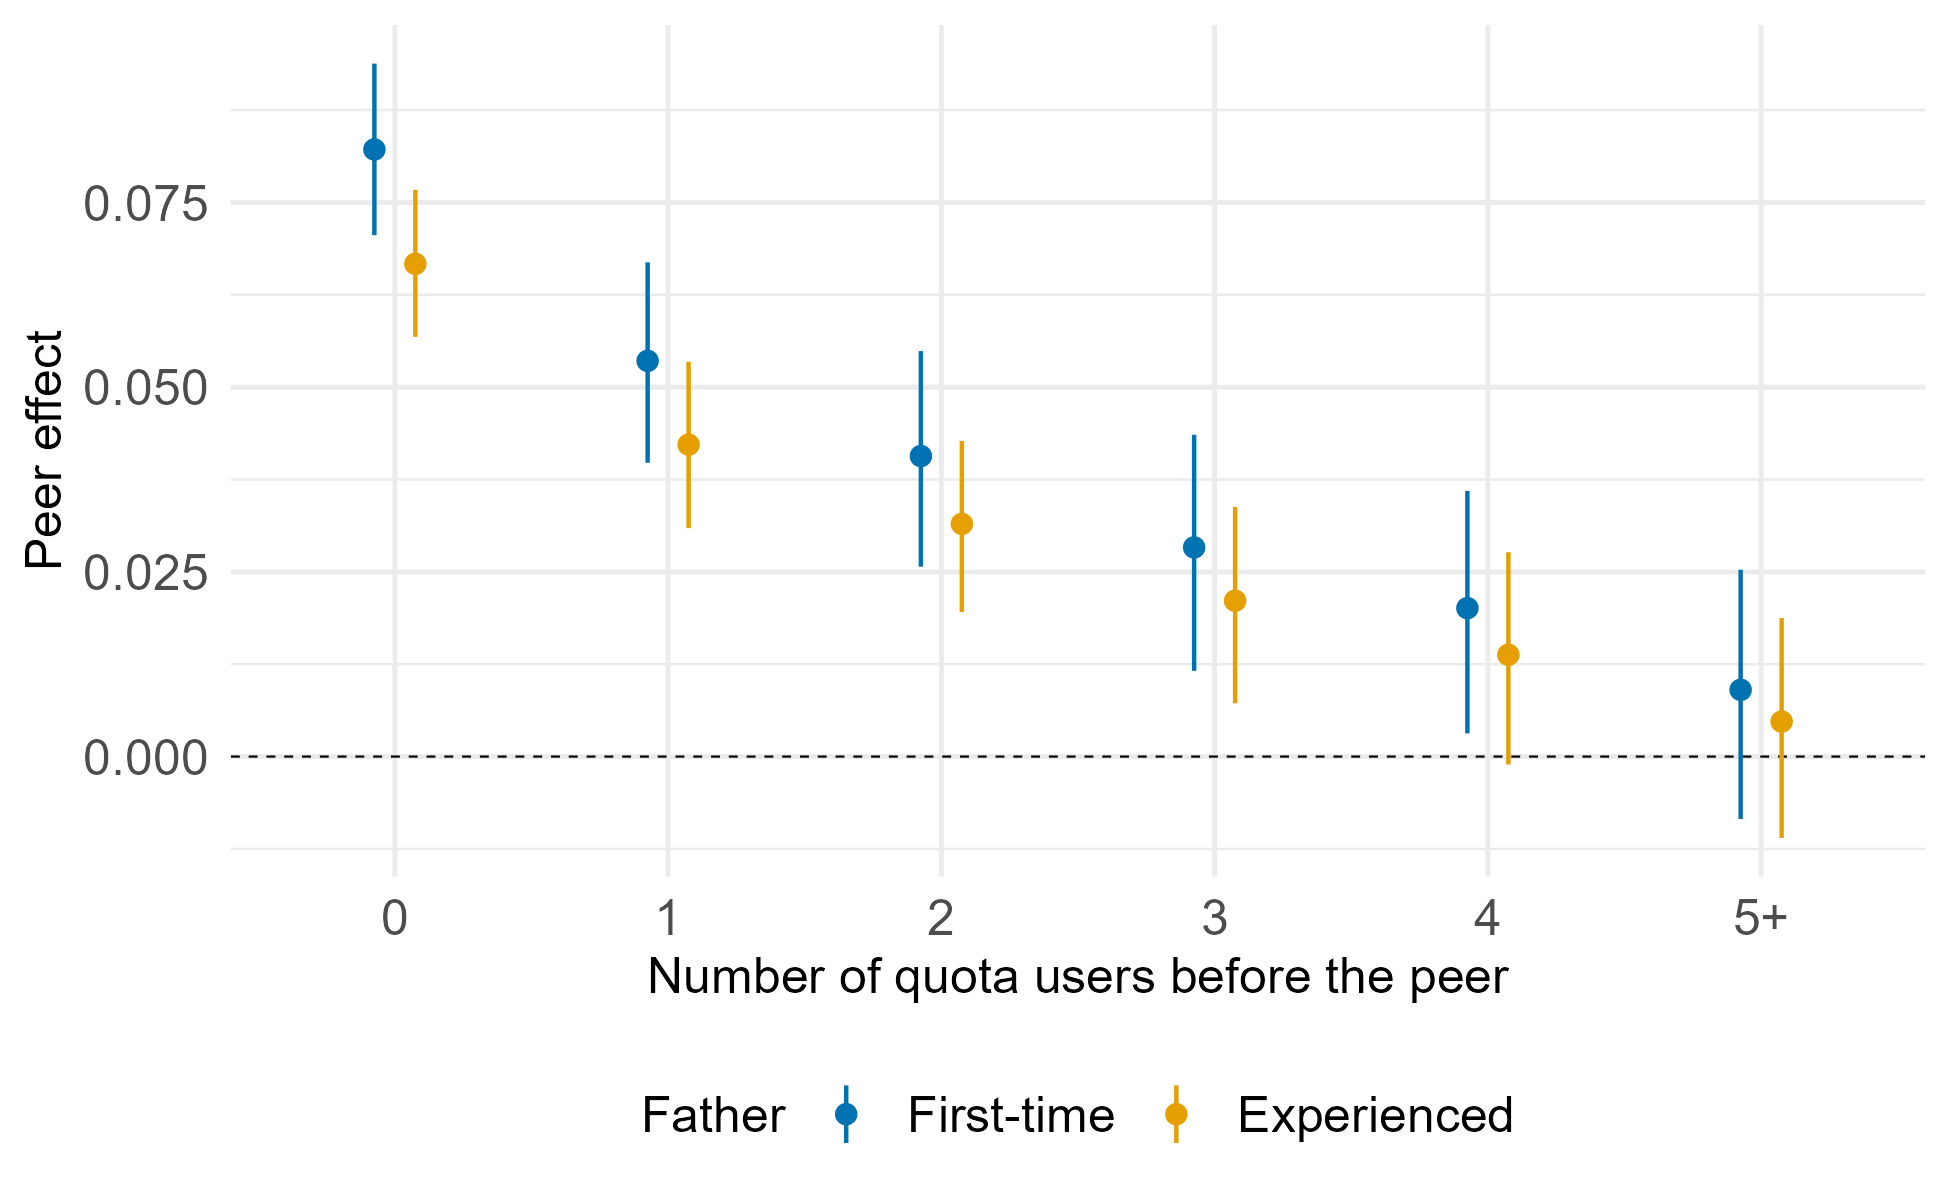 Peer effect
0.075
0.050
0.025
0.000
0 1 2 3 4 5+
Number of quota users before the peer
Father First-time Experienced